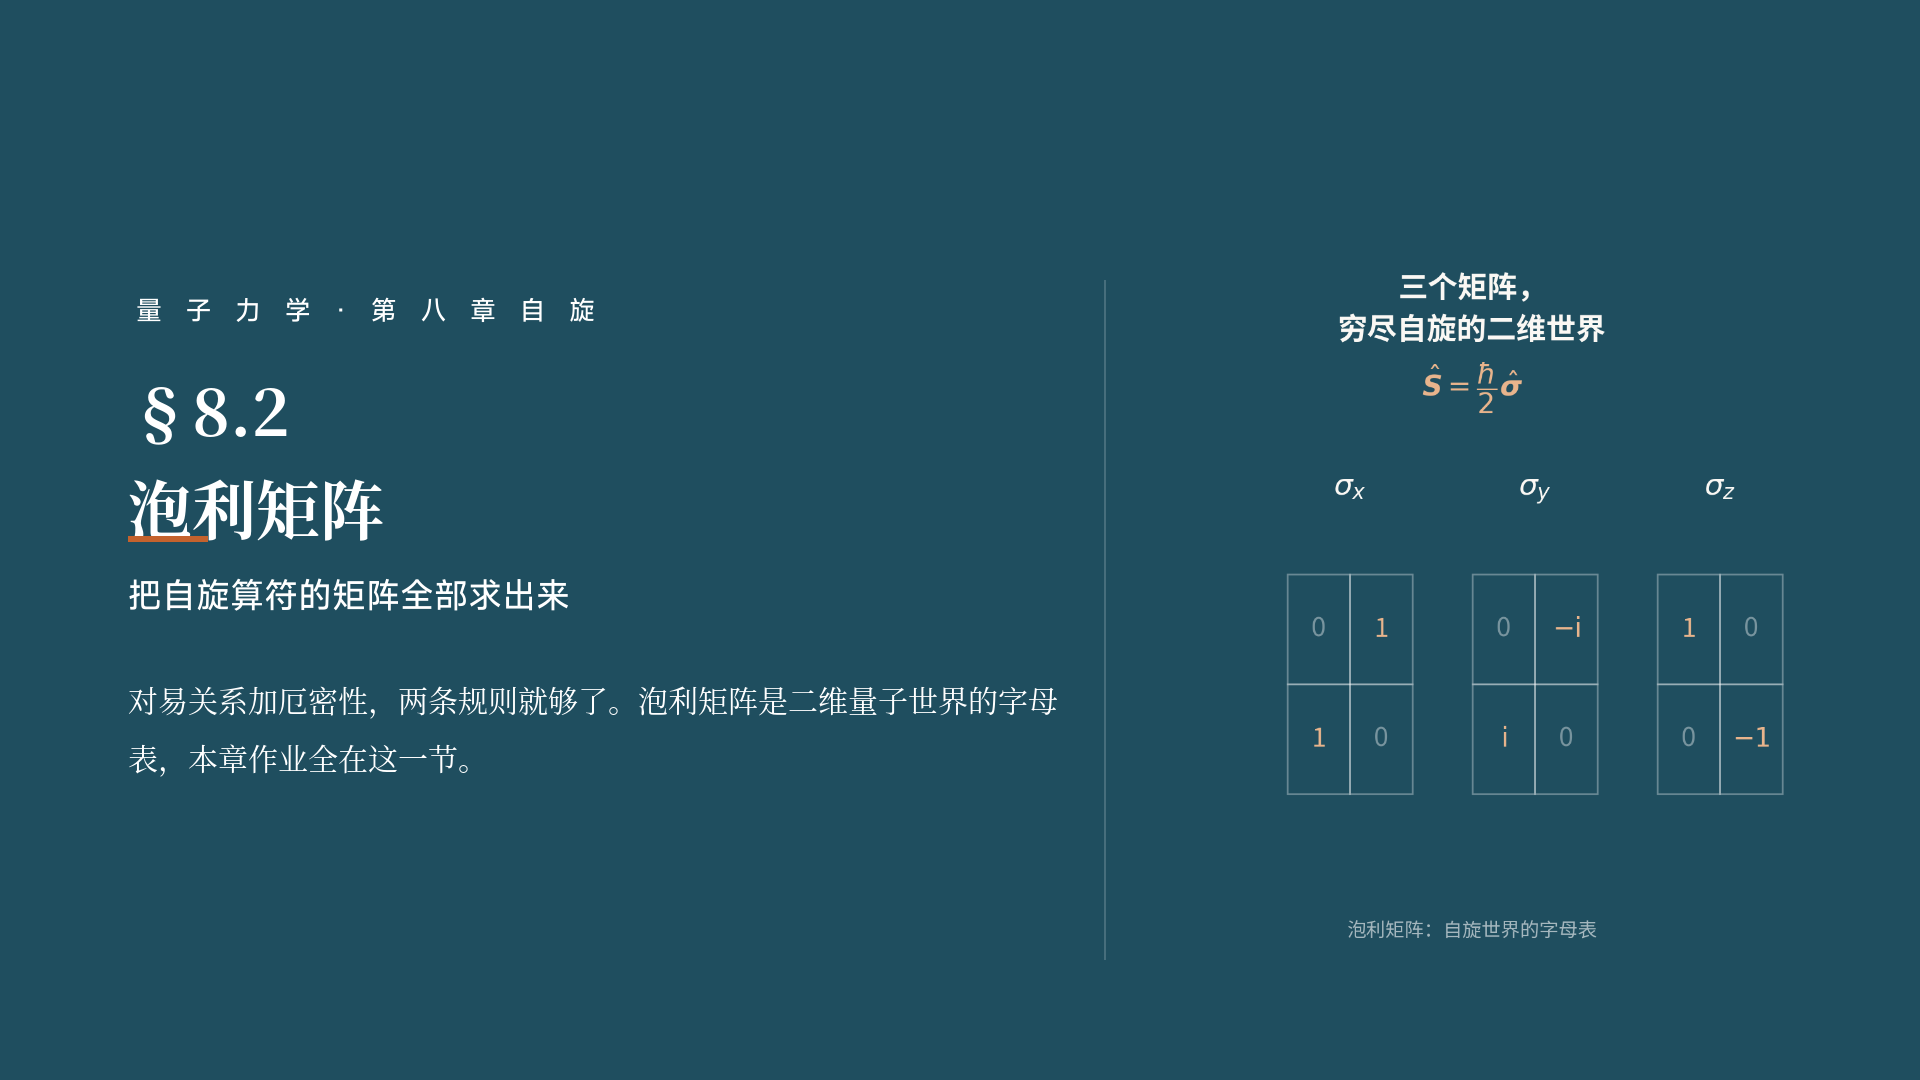 量子力学·第八章自旋
§8.2
泡利矩阵
把自旋算符的矩阵全部求出来
对易关系加厄密性，两条规则就够了。泡利矩阵是二维量子世界的字母
表，本章作业全在这一节。
三个矩阵，
穷尽自旋的二维世界
Ŝ = ħ/2 σ̂
σx σy σz
0 1 0 −i 1 0
1 0 i 0 0 −1
泡利矩阵：自旋世界的字母表